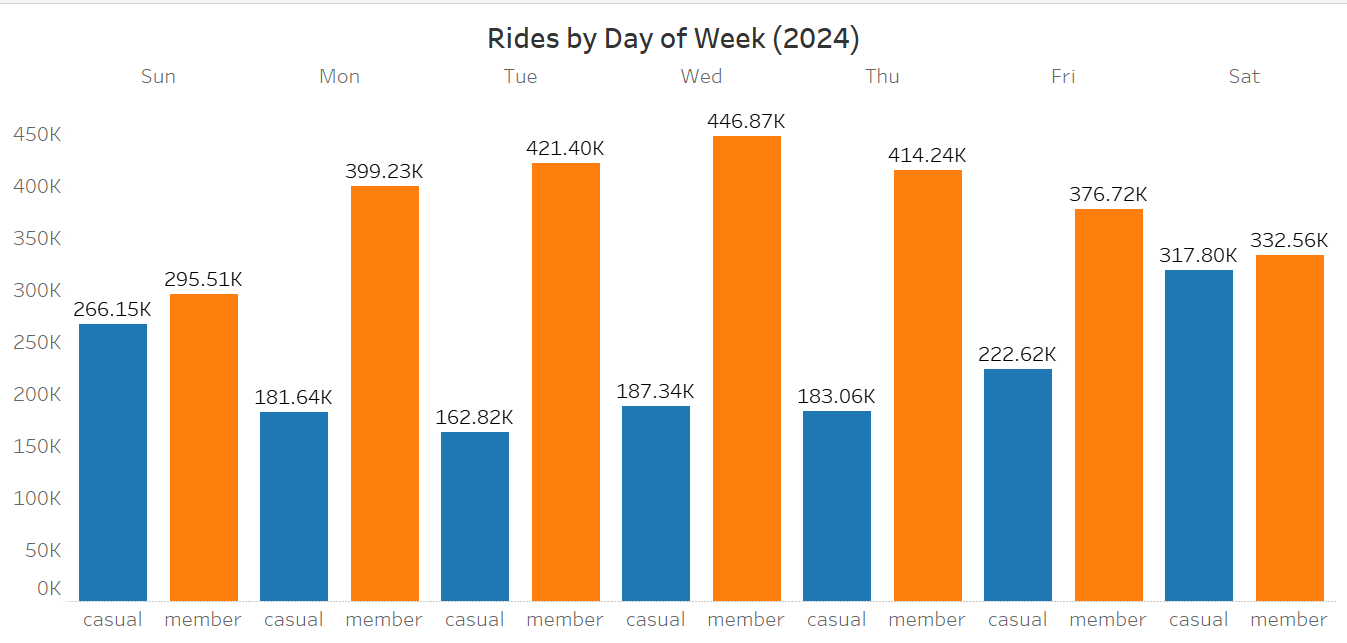 Rides by Day of Week (2024)
Sun Mon Tue Wed Thu Fri Sat
450K
400K
350K
300K
250K
200K
150K
100K
50K
0K
266.15K 295.51K 181.64K 399.23K 162.82K 421.40K 187.34K 446.87K 183.06K 414.24K 222.62K 376.72K 317.80K 332.56K
casual member casual member casual member casual member casual member casual member casual member